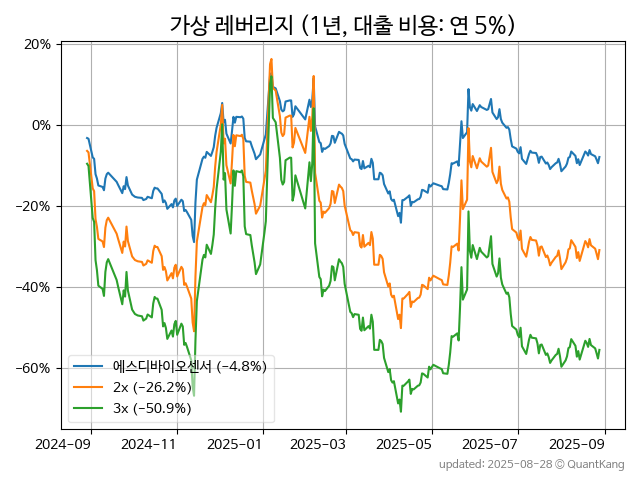 가상 레버리지 (1년, 대출 비용: 연 5%)
20%
0%
−20%
−40%
−60%
에스디바이오센서 (−4.8%)
2x (−26.2%)
3x (−50.9%)
2024-09 2024-11 2025-01 2025-03 2025-05 2025-07 2025-09
updated: 2025-08-28 © QuantKang